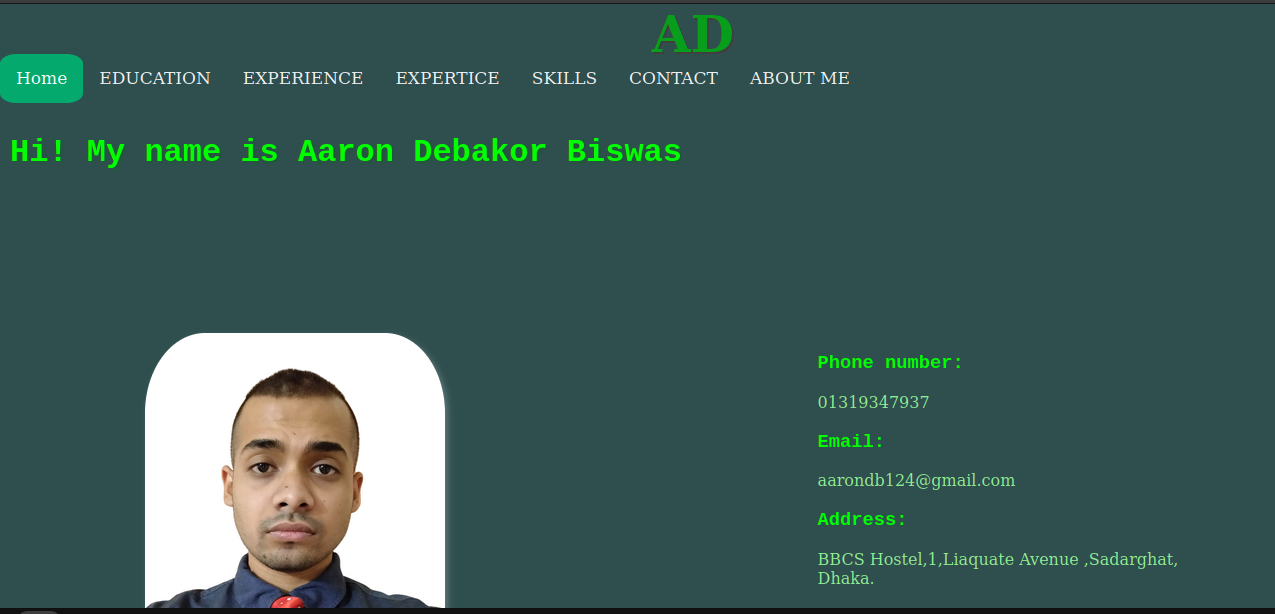 AD
Home EDUCATION EXPERIENCE EXPERTICE SKILLS CONTACT ABOUT ME
Hi! My name is Aaron Debakor Biswas
Phone number:
01319347937
Email:
aarondb124@gmail.com
Address:
BBCS Hostel,1,Liaquate Avenue ,Sadarghat,
Dhaka.